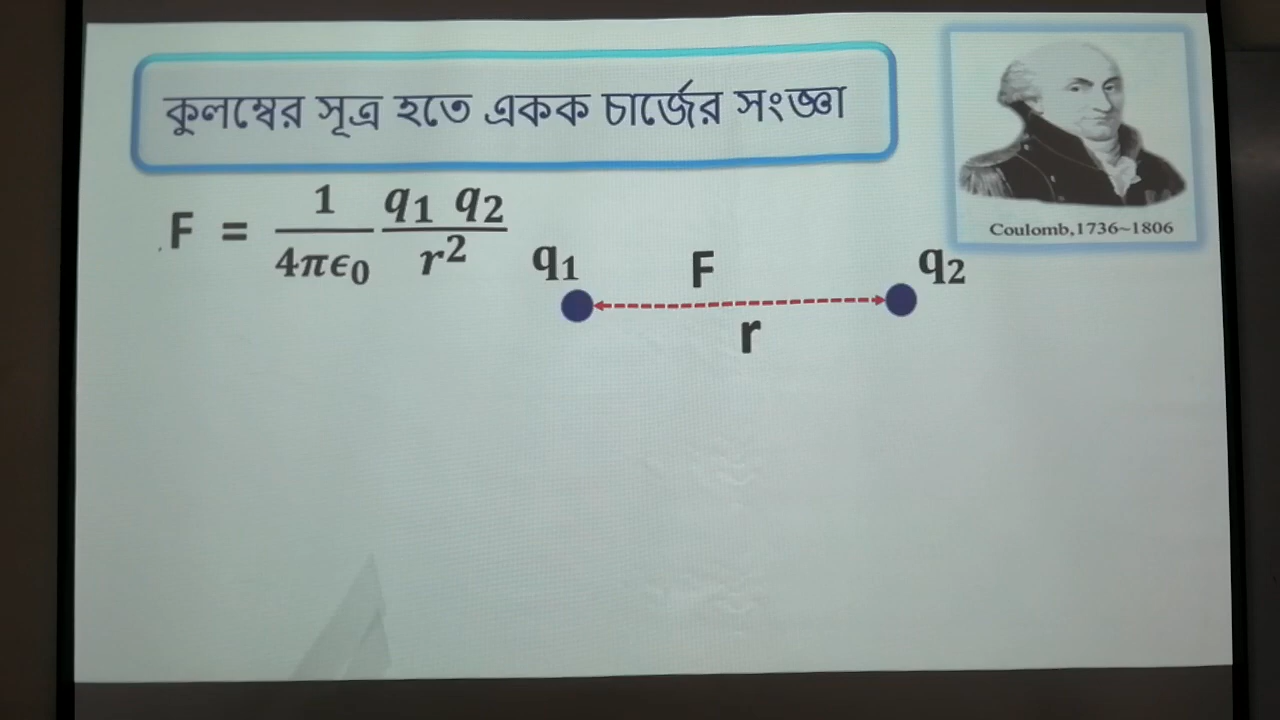 কুলম্বের সূত্র হতে একক চার্জের সংজ্ঞা
F = 1/4πϵ0 q1 q2/r²
q1 F q2
r
Coulomb,1736~1806